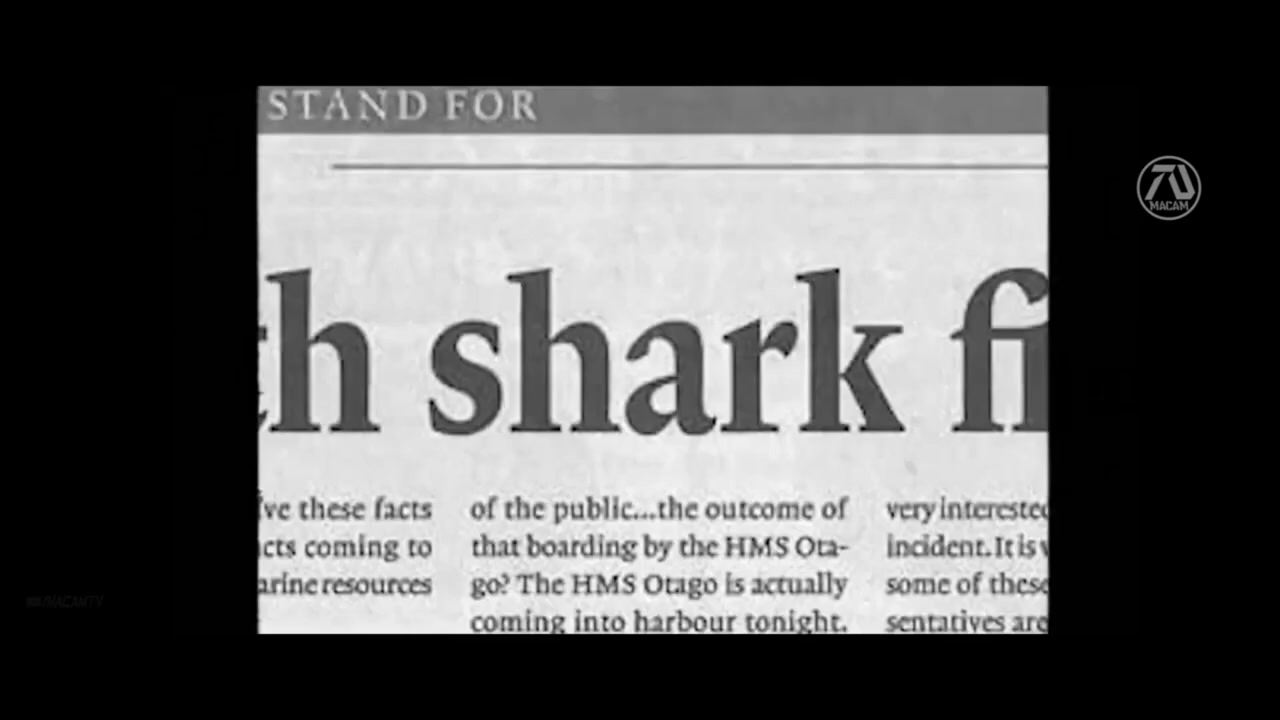 STAND FOR
th shark fi
ive these facts
cts coming to
arine resources
of the public...the outcome of
that boarding by the HMS Ota-
go? The HMS Otago is actually
coming into harbour tonight.
very interested
incident. It is
some of these
sentatives are
MACAM